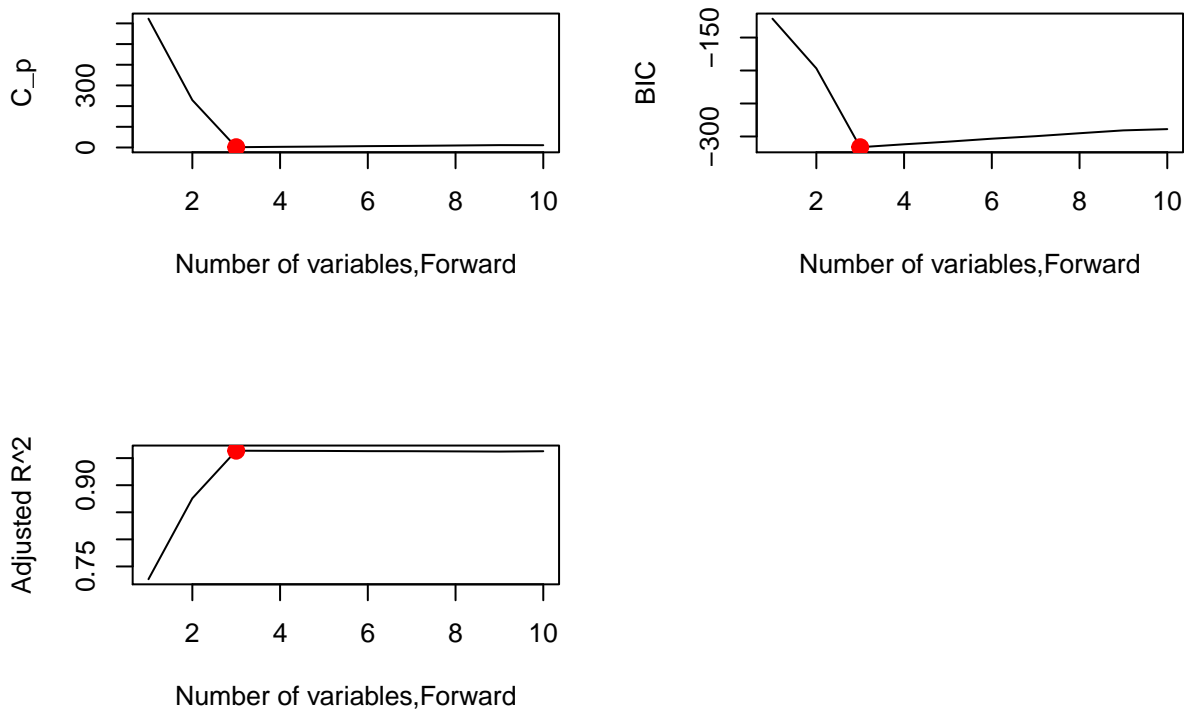 C_p
300
0
2 4 6 8 10
Number of variables,Forward
BIC
−150
−300
2 4 6 8 10
Number of variables,Forward
Adjusted R^2
0.90
0.75
2 4 6 8 10
Number of variables,Forward